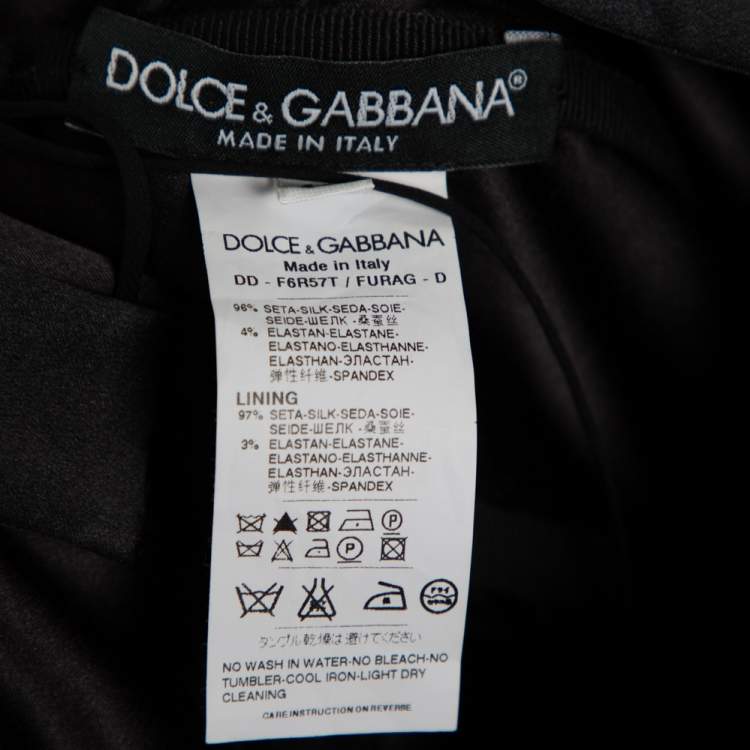 DOLCE & GABBANA®
MADE IN ITALY
DOLCE & GABBANA
Made in Italy
DD - F6R57T / FURAG - D
96% SETA-SILK-SEDA-SOIE-
SEIDE-ШЕЛК-桑蚕丝
4% ELASTAN-ELASTANE-
ELASTANO-ELASTHANNE-
ELASTHAN-ЭЛАСТАН-
弹性纤维-SPANDEX
LINING
97% SETA-SILK-SEDA-SOIE-
SEIDE-ШЕЛК-桑蚕丝
3% ELASTAN-ELASTANE-
ELASTANO-ELASTHANNE-
ELASTHAN-ЭЛАСТАН-
弹性纤维-SPANDEX
P
P
ドライ
タンブル乾燥は避けてください
NO WASH IN WATER-NO BLEACH-NO
TUMBLER-COOL IRON-LIGHT DRY
CLEANING
CARE INSTRUCTION ON REVERSE